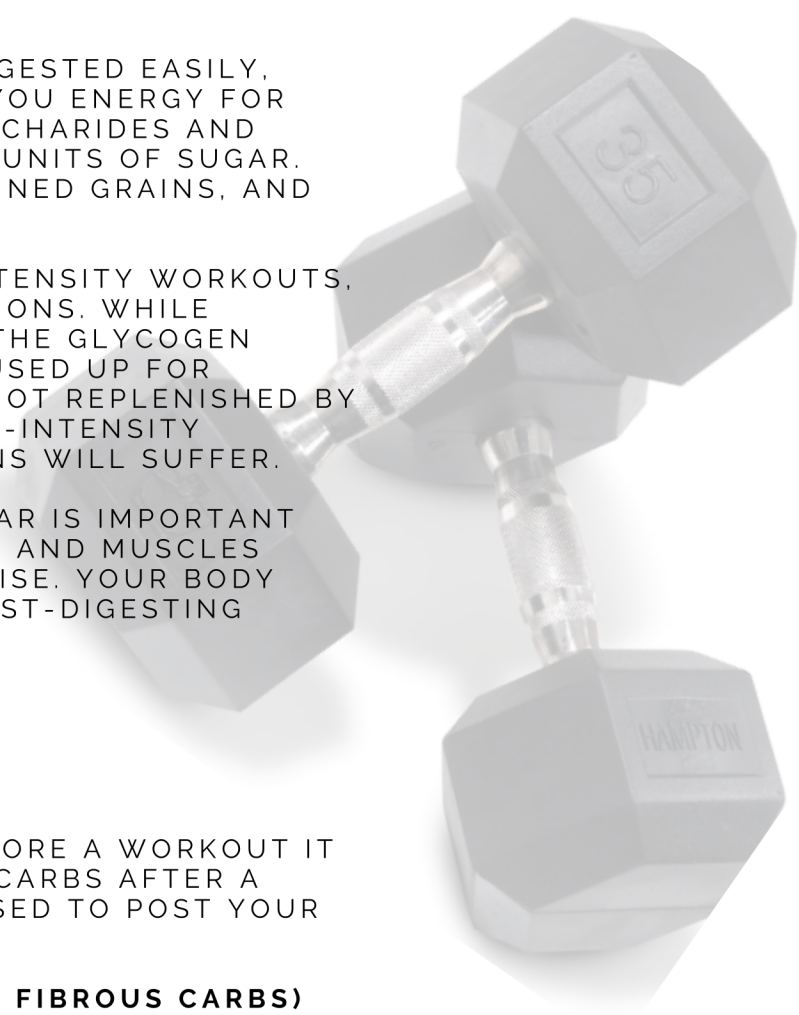 GESTED EASILY,
YOU ENERGY FOR
CHARIDES AND
UNITS OF SUGAR.
NED GRAINS, AND
TENSITY WORKOUTS,
ONS. WHILE
THE GLYCOGEN
USED UP FOR
OT REPLENISHED BY
-INTENSITY
NS WILL SUFFER.
AR IS IMPORTANT
AND MUSCLES
ISE. YOUR BODY
ST-DIGESTING
ORE A WORKOUT IT
CARBS AFTER A
SED TO POST YOUR
FIBROUS CARBS)
35
HAMPTON